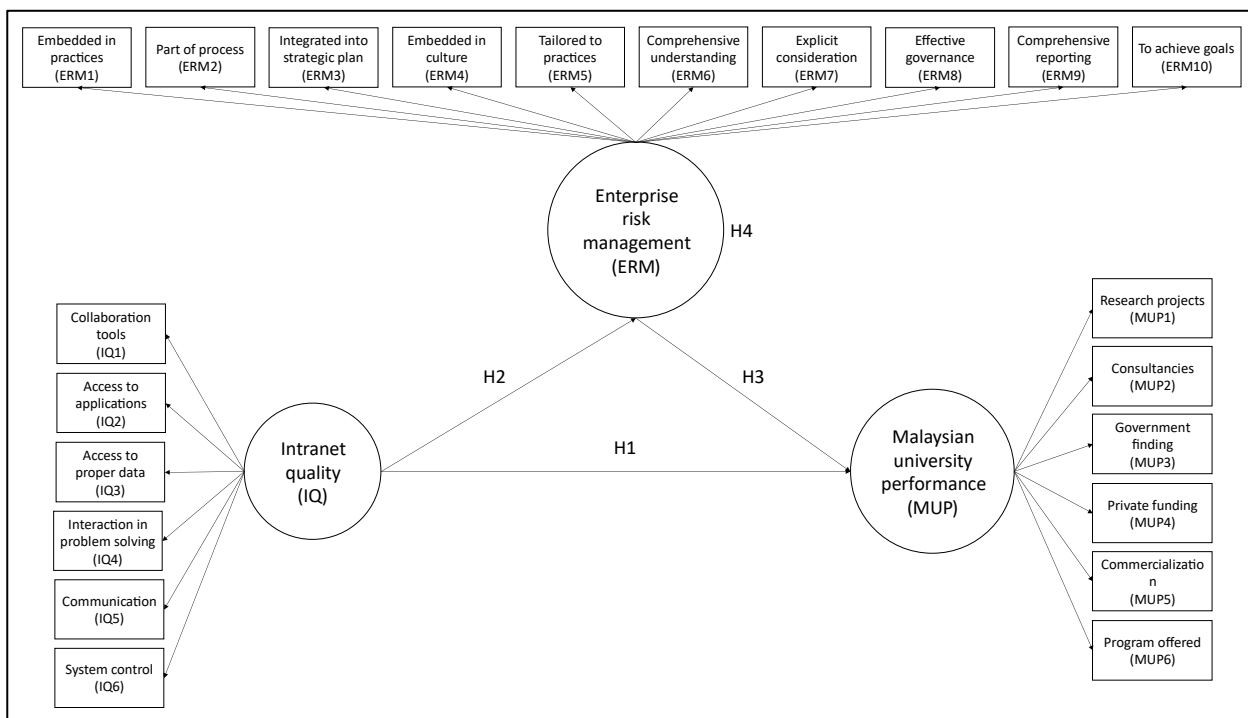 Embedded in
practices
(ERM1)
Part of process
(ERM2)
Integrated into
strategic plan
(ERM3)
Embedded in
culture
(ERM4)
Tailored to
practices
(ERM5)
Comprehensive
understanding
(ERM6)
Explicit
consideration
(ERM7)
Effective
governance
(ERM8)
Comprehensive
reporting
(ERM9)
To achieve goals
(ERM10)
Enterprise
risk
management
(ERM)
H4
Collaboration
tools
(IQ1)
Access to
applications
(IQ2)
Access to
proper data
(IQ3)
Interaction in
problem solving
(IQ4)
Communication
(IQ5)
System control
(IQ6)
Intranet
quality
(IQ)
H2
H3
H1
Malaysian
university
performance
(MUP)
Research projects
(MUP1)
Consultancies
(MUP2)
Government
finding
(MUP3)
Private funding
(MUP4)
Commercializatio
n
(MUP5)
Program offered
(MUP6)